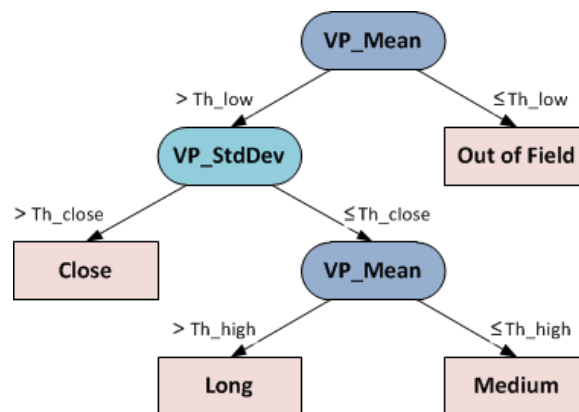 VP_Mean
> Th_low
≤Th_low
VP_StdDev
Out of Field
> Th_close
≤Th_close
Close
VP_Mean
> Th_high
≤Th_high
Long
Medium